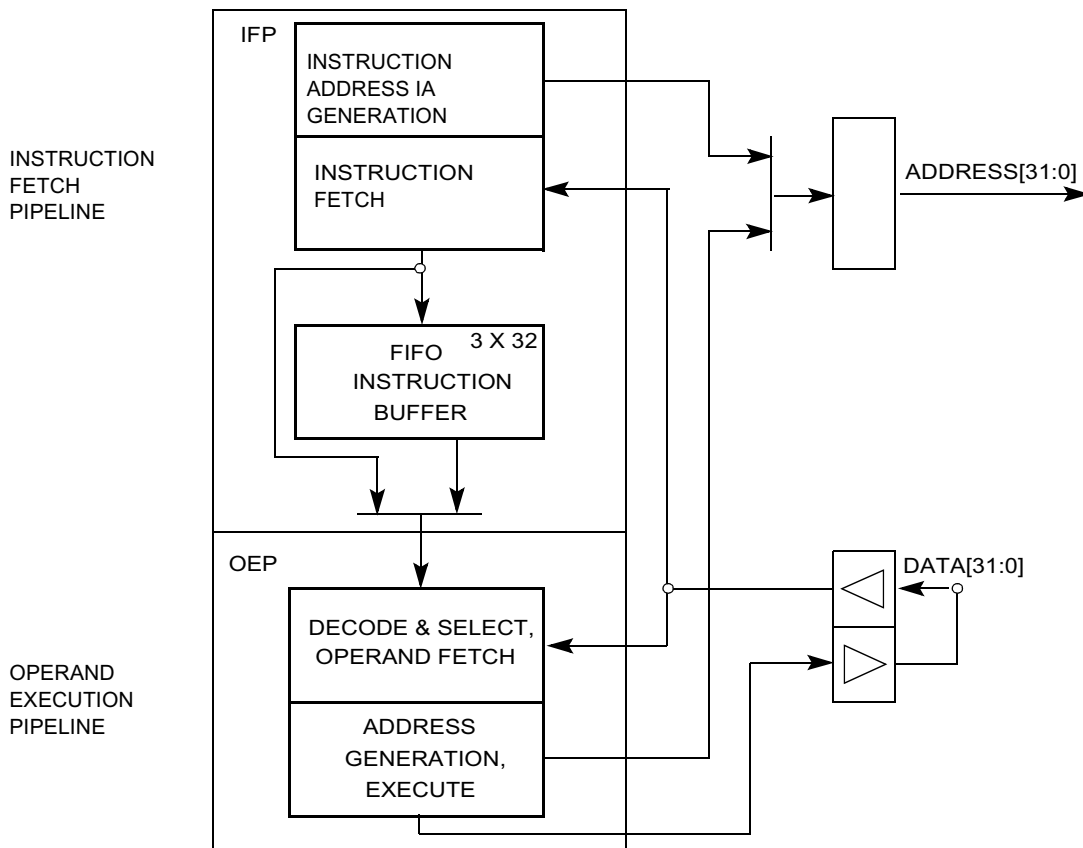 IFP
INSTRUCTION
ADDRESS IA
GENERATION
INSTRUCTION
FETCH
PIPELINE
INSTRUCTION
FETCH
ADDRESS[31:0]
3 X 32
FIFO
INSTRUCTION
BUFFER
OEP
DATA[31:0]
DECODE & SELECT,
OPERAND FETCH
OPERAND
EXECUTION
PIPELINE
ADDRESS
GENERATION,
EXECUTE